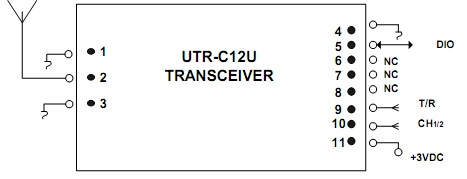 UTR-C12U
TRANSCEIVER
1
2
3
4
5 DIO
6 NC
7 NC
8 NC
9 T/R
10 CH1/2
11 +3VDC